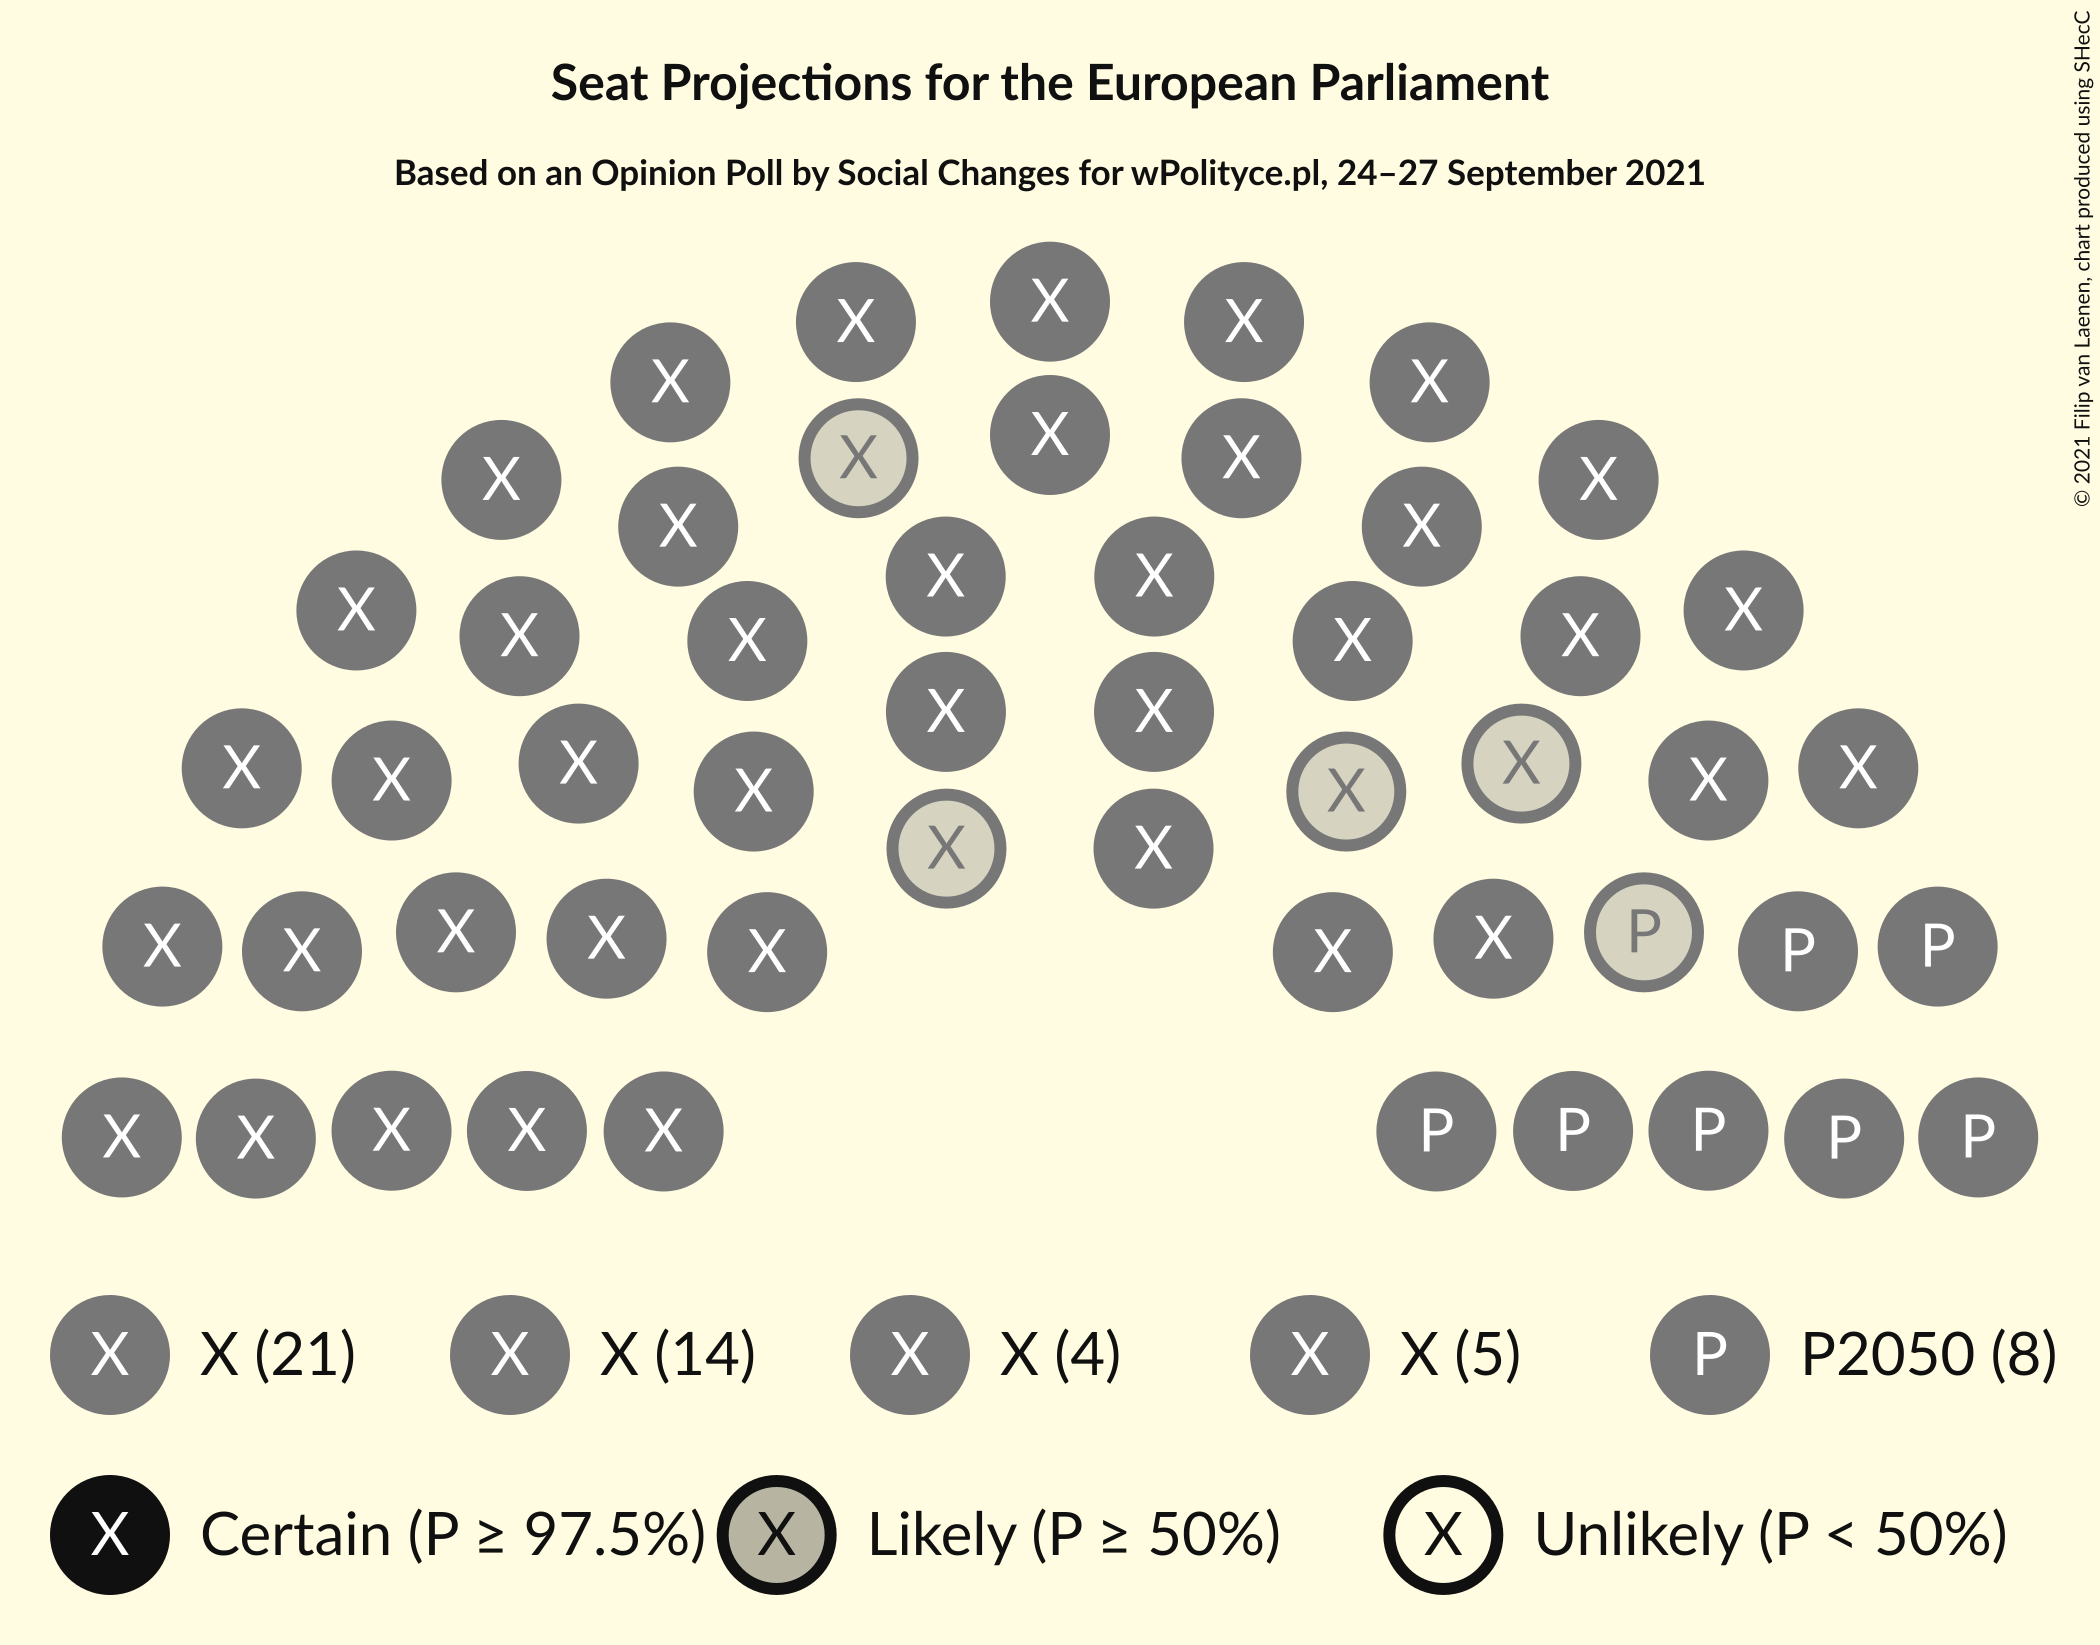 Seat Projections for the European Parliament
Based on an Opinion Poll by Social Changes for wPolityce.pl, 24–27 September 2021
© 2021 Filip van Laenen, chart produced using SHecC
X X X
X X
X X X
X X
X X
X X
X X
X X X X
X X
X X
X X
X X X X
X X
X X X P P P
X X X X
X X X X X P P P P P
X X (21) X X (14) X X (4) X X (5) P P2050 (8)
X Certain (P ≥ 97.5%) X Likely (P ≥ 50%) X Unlikely (P < 50%)